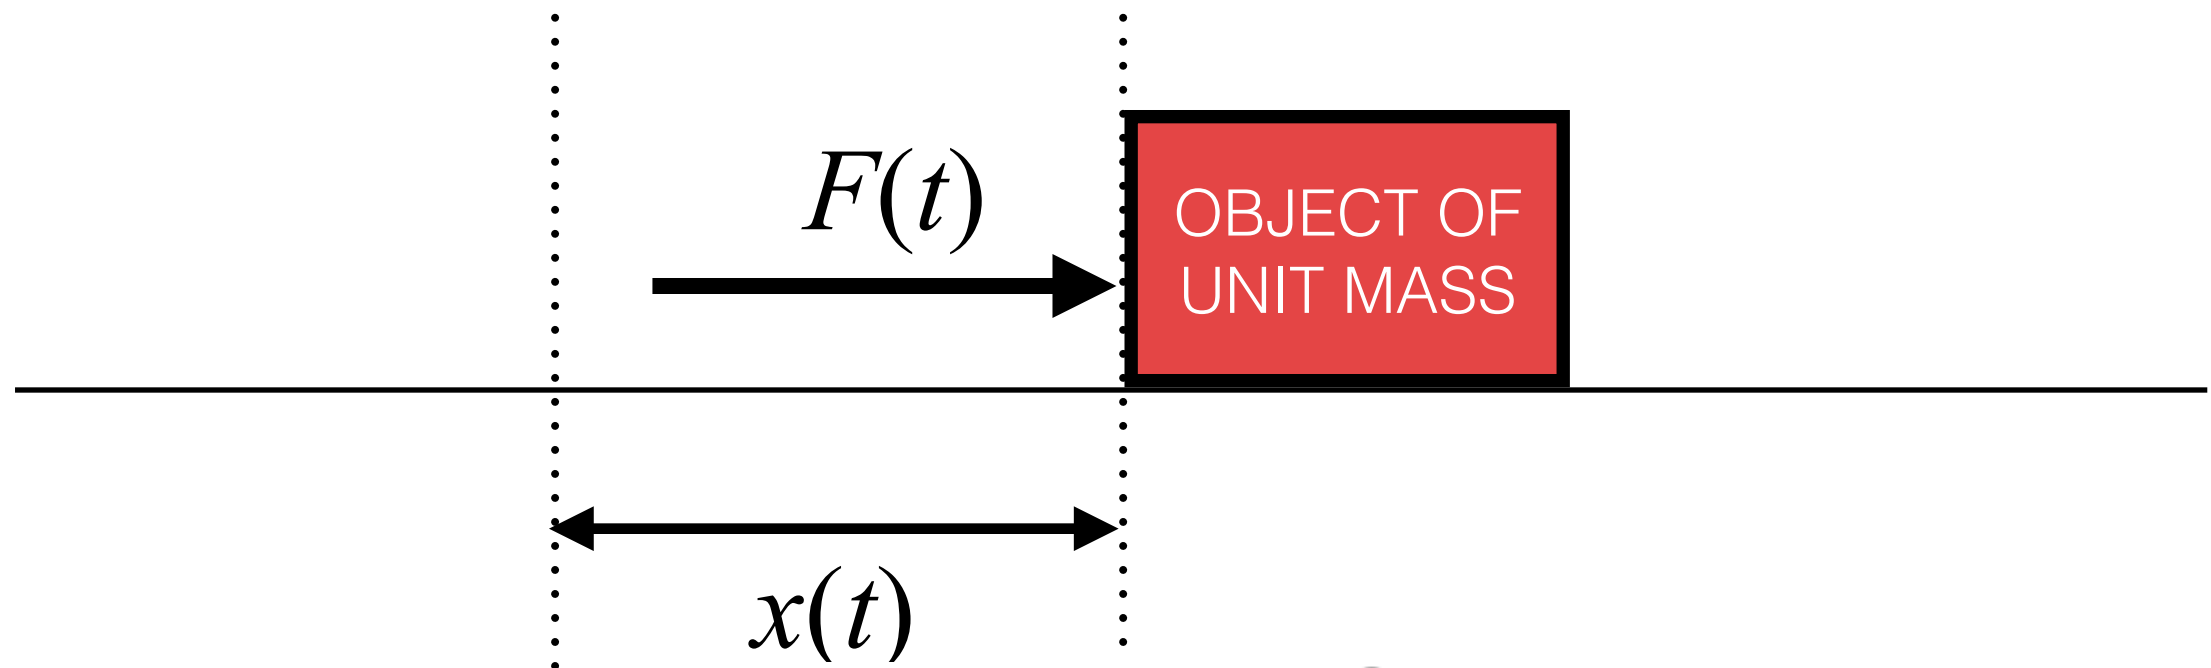 F(t)
OBJECT OF
UNIT MASS
x(t)